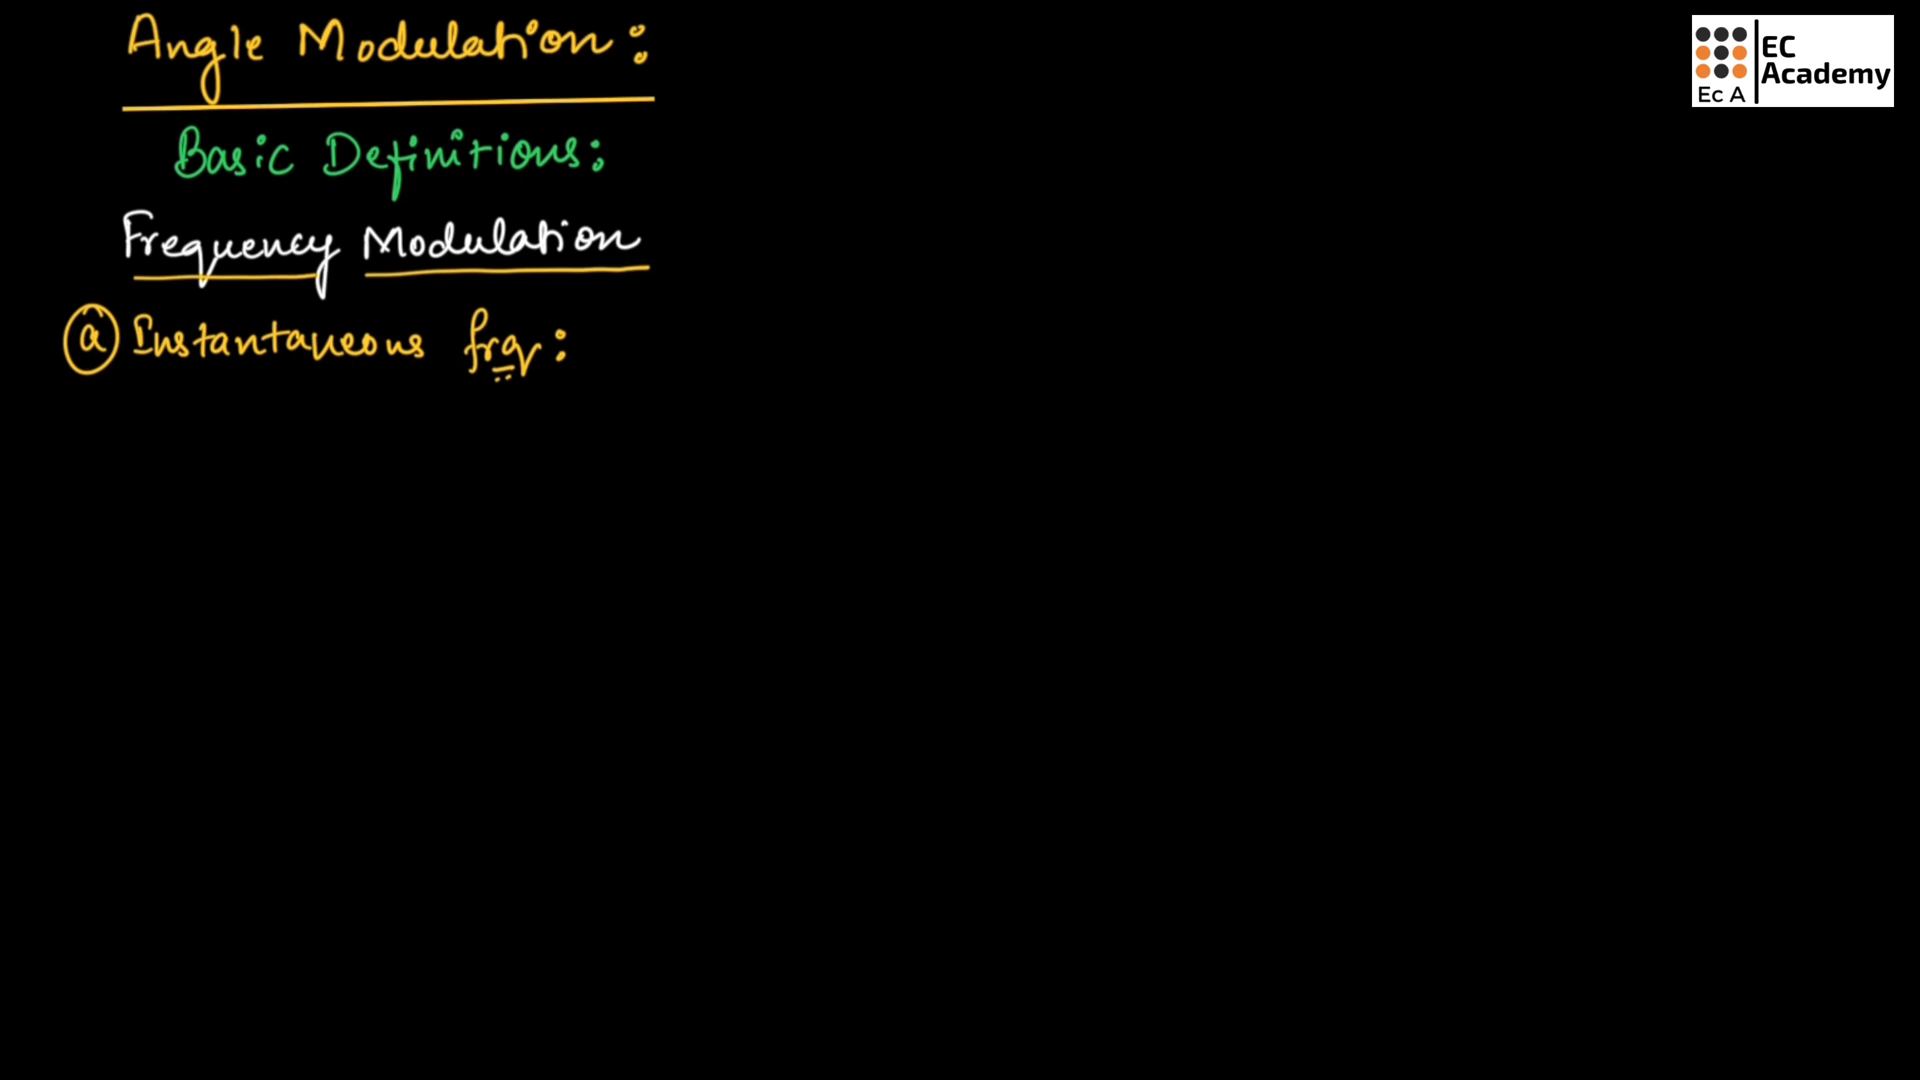 Angle Modulation:
Basic Definitions:
Frequency Modulation
(a) Instantaneous frq:
EC
Academy
Ec A